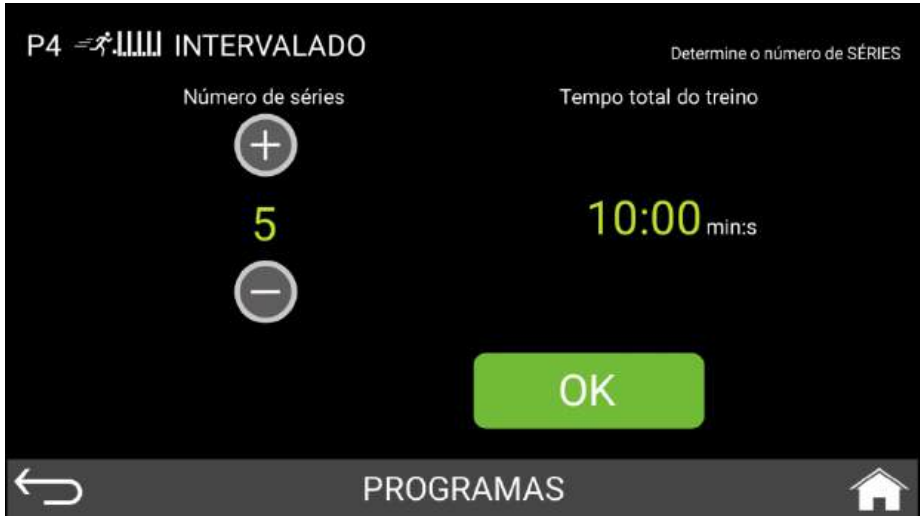 P4 INTERVALADO
Determine o número de SÉRIES
Número de séries
Tempo total do treino
5
10:00 min:s
OK
PROGRAMAS